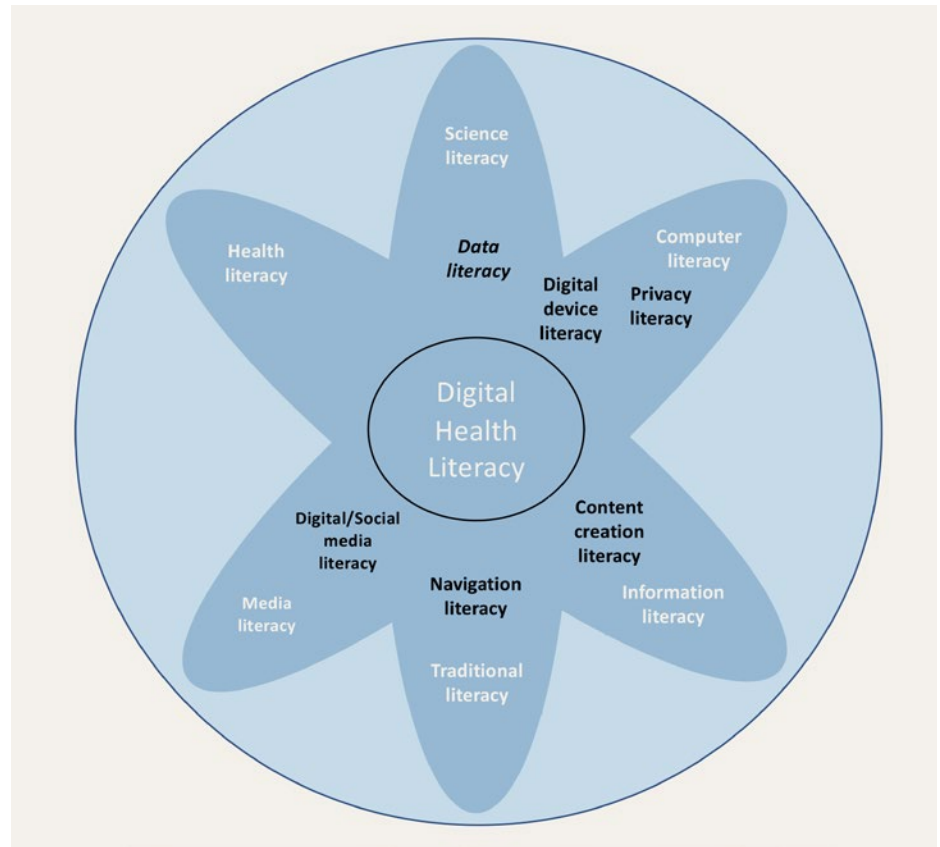 Science
literacy
Health
literacy
Data
literacy
Computer
literacy
Digital
device
literacy
Privacy
literacy
Digital
Health
Literacy
Digital/Social
media
literacy
Content
creation
literacy
Navigation
literacy
Media
literacy
Information
literacy
Traditional
literacy